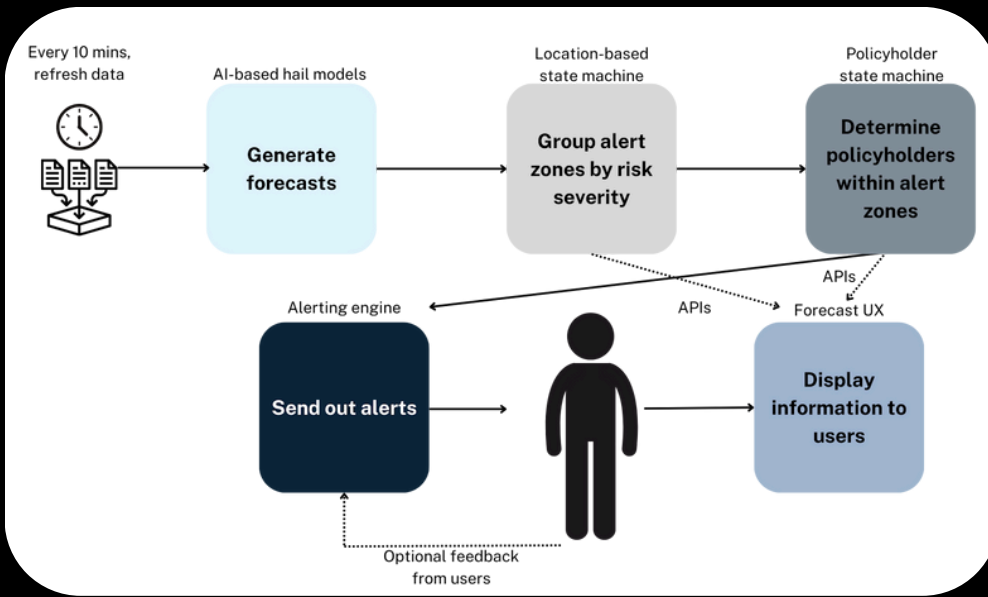 Every 10 mins,
refresh data
AI-based hail models
Location-based
state machine
Policyholder
state machine
Generate
forecasts
Group alert
zones by risk
severity
Determine
policyholders
within alert
zones
APIs
APIs
Alerting engine
Forecast UX
Send out alerts
Display
information to
users
Optional feedback
from users